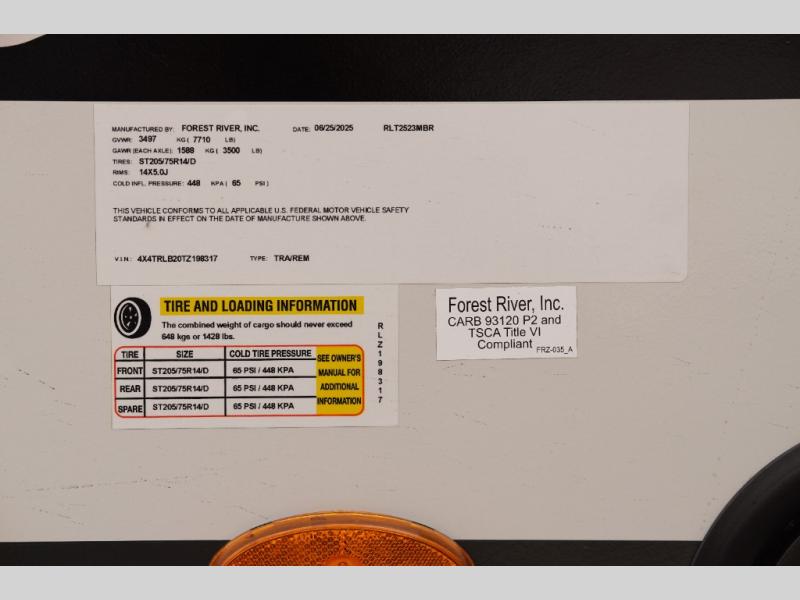 MANUFACTURED BY: FOREST RIVER, INC. DATE: 06/25/2025 RLT2523MBR
GVWR: 3497 KG ( 7710 LB)
GAWR (EACH AXLE): 1588 KG ( 3500 LB)
TIRES: ST205/75R14/D
RIMS: 14X5.0J
COLD INFL. PRESSURE: 448 KPA ( 65 PSI )
THIS VEHICLE CONFORMS TO ALL APPLICABLE U.S. FEDERAL MOTOR VEHICLE SAFETY
STANDARDS IN EFFECT ON THE DATE OF MANUFACTURE SHOWN ABOVE.
V.I.N.: 4X4TRLB20TZ198317 TYPE: TRA/REM
TIRE AND LOADING INFORMATION
The combined weight of cargo should never exceed
648 kgs or 1428 lbs.
TIRE SIZE COLD TIRE PRESSURE
FRONT ST205/75R14/D 65 PSI / 448 KPA
REAR ST205/75R14/D 65 PSI / 448 KPA
SPARE ST205/75R14/D 65 PSI / 448 KPA
SEE OWNER'S
MANUAL FOR
ADDITIONAL
INFORMATION
RLZ198317
Forest River, Inc.
CARB 93120 P2 and
TSCA Title VI
Compliant
FRZ-035_A